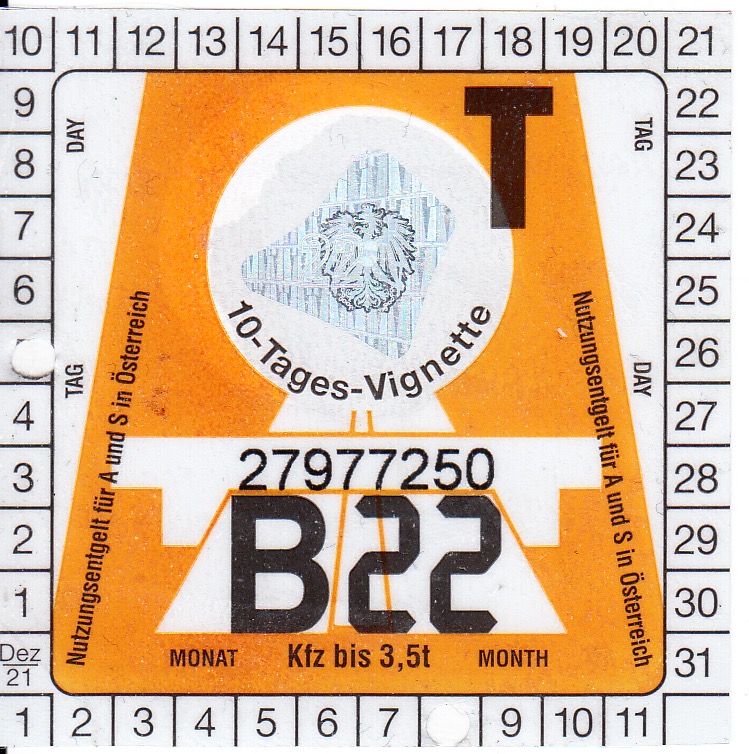 10 11 12 13 14 15 16 17 18 19 20 21
9
8
7
6
4
3
2
1
Dez
21
22
23
24
25
26
27
28
29
30
31
DAY
TAG
T
TAG
DAY
10-Tages-Vignette
Nutzungsentgelt für A und S in Österreich
Nutzungsentgelt für A und S in Österreich
27977250
B22
MONAT Kfz bis 3,5t MONTH
1 2 3 4 5 6 7 9 10 11